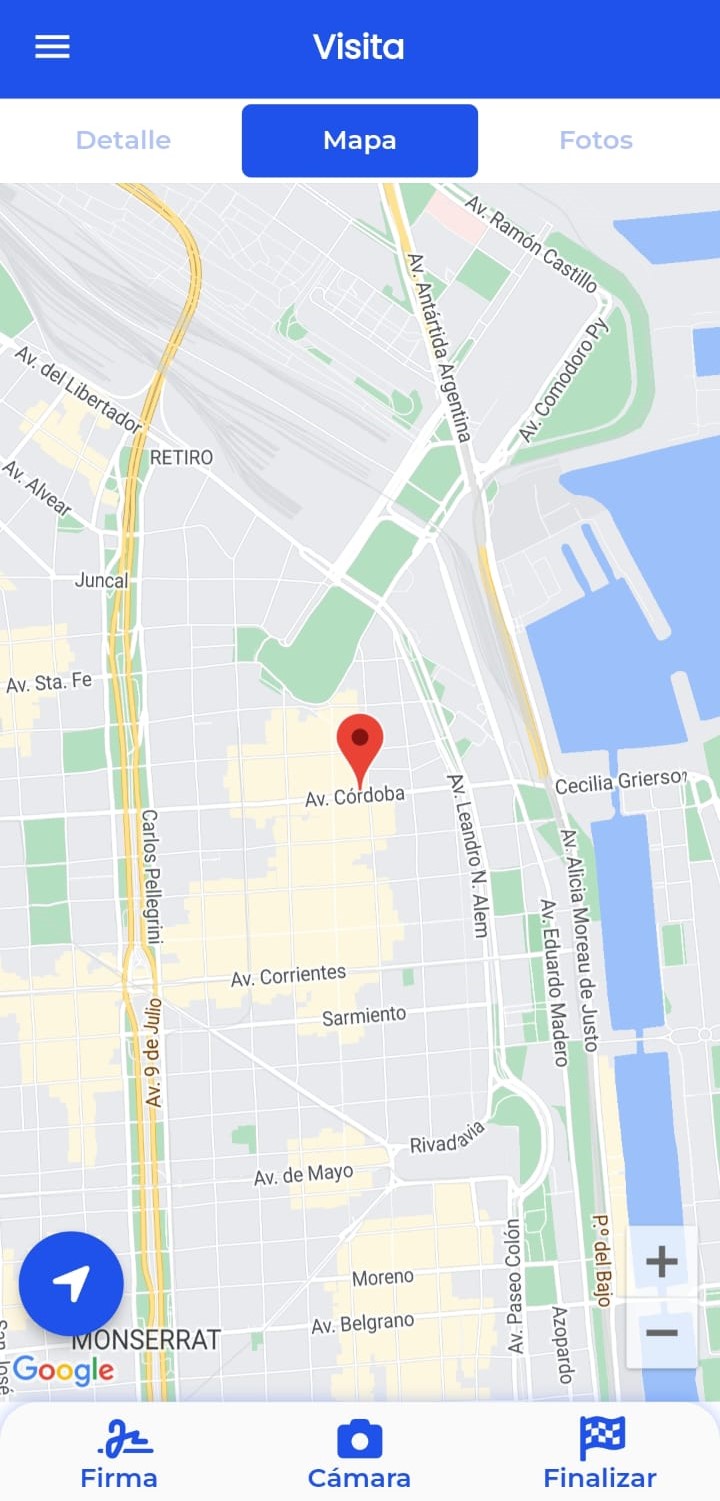 Visita
Detalle
Mapa
Fotos
Av. Ramón Castillo
Av. Antártida Argentina
Av. Comodoro Py
Av. del Libertador
RETIRO
Av. Alvear
Juncal
Av. Sta. Fe
Av. Córdoba
Cecilia Grierson
Carlos Pellegrini
Av. Leandro N. Alem
Av. Alicia Moreau de Justo
Av. Eduardo Madero
Av. Corrientes
Sarmiento
Av. 9 de Julio
Rivadavia
Av. de Mayo
Av. Paseo Colón
P.º del Bajo
Moreno
Av. Belgrano
Azopardo
MONSERRAT
San José
Google
Firma
Cámara
Finalizar